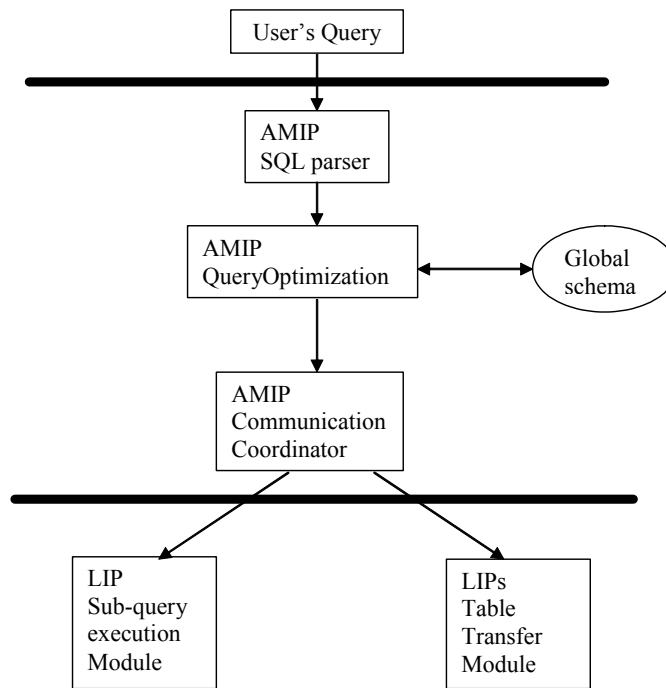 User's Query
AMIP
SQL parser
AMIP
QueryOptimization
Global
schema
AMIP
Communication
Coordinator
LIP
Sub-query
execution
Module
LIPs
Table
Transfer
Module